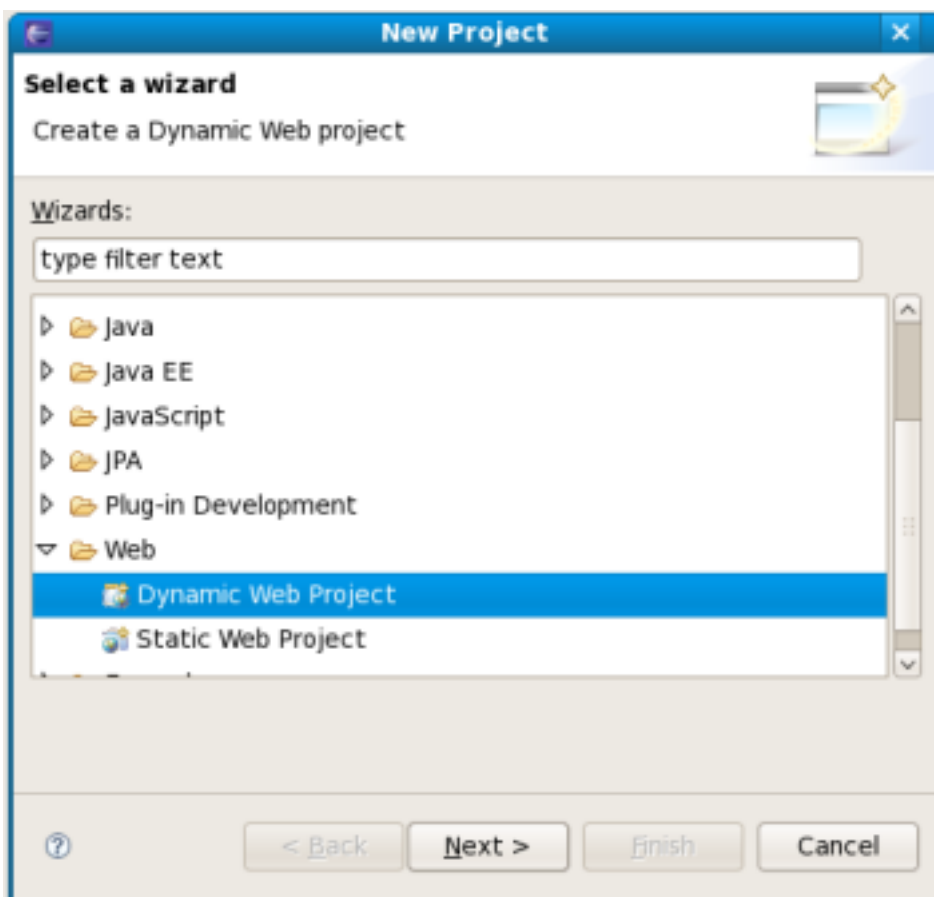 New Project
Select a wizard
Create a Dynamic Web project
Wizards:
type filter text
Java
Java EE
JavaScript
JPA
Plug-in Development
Web
Dynamic Web Project
Static Web Project
< Back Next > Finish Cancel